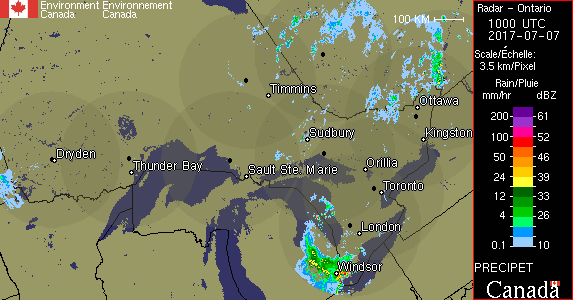 Environment Environnement
Canada Canada
100 KM
Timmins
Ottawa
Sudbury
Kingston
Dryden
Thunder Bay
Sault Ste. Marie
Orillia
Toronto
London
Windsor
Radar - Ontario
1000 UTC
2017-07-07
Scale/Échelle:
3.5 km/Pixel
Rain/Pluie
mm/hr dBZ
200 61
100 52
50 46
24 39
12 33
4 26
0.1 10
PRECIPET
Canada